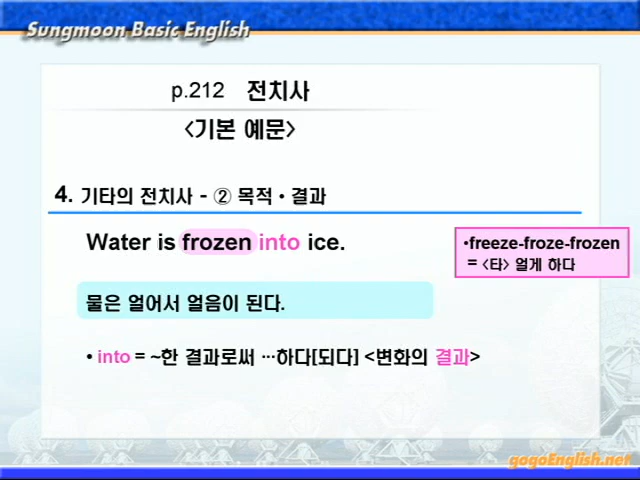 Sungmoon Basic English
p.212 전치사
<기본 예문>
4. 기타의 전치사 - ② 목적 • 결과
Water is frozen into ice.
•freeze-froze-frozen
= <타> 얼게 하다
물은 얼어서 얼음이 된다.
• into = ~한 결과로써 …하다[되다] <변화의 결과>
gogoEnglish.net